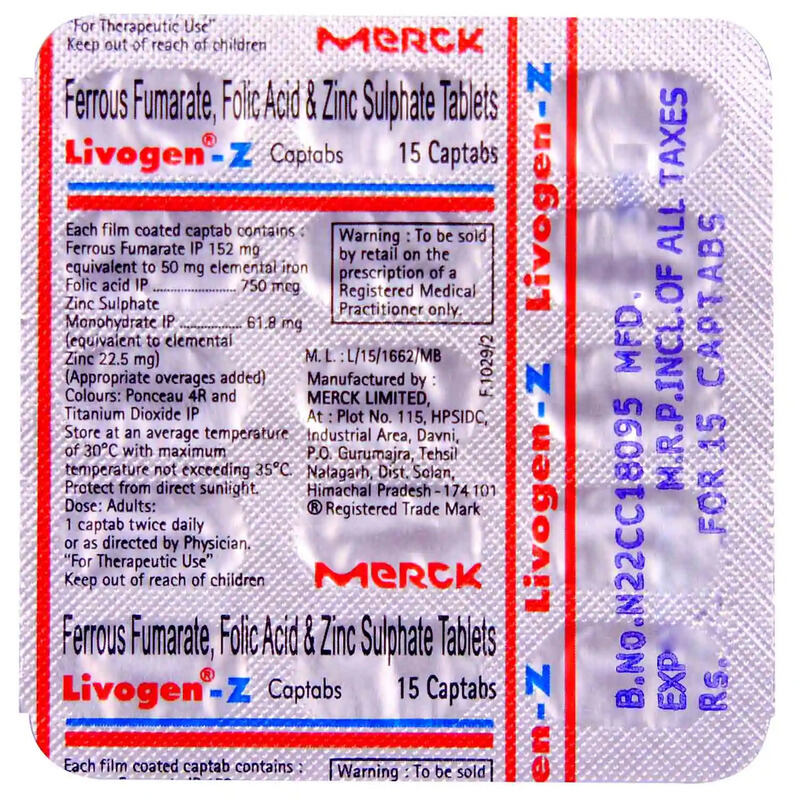 "For Therapeutic Use"
Keep out of reach of children
MERCK
Ferrous Fumarate, Folic Acid & Zinc Sulphate Tablets
Livogen®-Z Captabs 15 Captabs
Each film coated captab contains :
Ferrous Fumarate IP 152 mg
equivalent to 50 mg elemental iron
Folic acid IP .................... 750 mcg
Zinc Sulphate
Monohydrate IP ................. 61.8 mg
(equivalent to elemental
Zinc 22.5 mg)
(Appropriate overages added)
Colours: Ponceau 4R and
Titanium Dioxide IP
Store at an average temperature
of 30°C with maximum
temperature not exceeding 35°C.
Protect from direct sunlight.
Dose: Adults:
1 captab twice daily
or as directed by Physician.
"For Therapeutic Use"
Keep out of reach of children
Warning : To be sold
by retail on the
prescription of a
Registered Medical
Practitioner only.
M. L. : L/15/1662/MB
Manufactured by :
MERCK LIMITED,
At : Plot No. 115, HPSIDC,
Industrial Area, Davni,
P.O. Gurumajra, Tehsil
Nalagarh, Dist. Solan,
Himachal Pradesh - 174 101
® Registered Trade Mark
F 1029/2
MERCK
Ferrous Fumarate, Folic Acid & Zinc Sulphate Tablets
Livogen®-Z Captabs 15 Captabs
Each film coated captab contains :
Warning : To be sold
Livogen-Z
Livogen-Z
en-Z
B.NO.N22CC18095 MFD.
EXP M.R.P.INCL.OF ALL TAXES
RS. FOR 15 CAPTABS